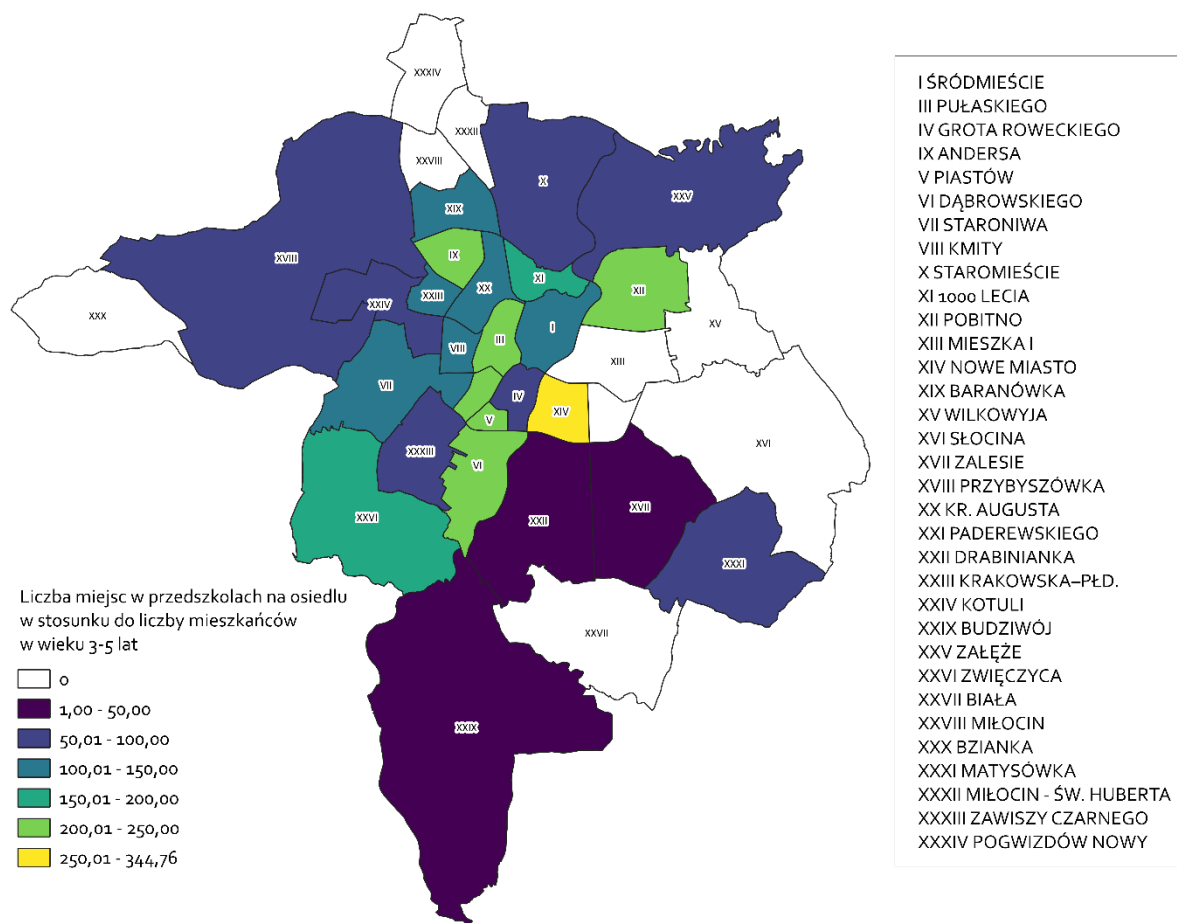 XXXIV
XXXII
XXVIII
X
XXV
XIX
IX
XVIII
XX
XI
XII
XXIII
XXIV
XXX
I
XV
III
VIII
XIII
VII
IV
XIV
V
XXXIII
VI
XVI
XXVI
XXII
XVII
XXXI
XXVII
XXIX
Liczba miejsc w przedszkolach na osiedlu
w stosunku do liczby mieszkańców
w wieku 3-5 lat
0
1,00 - 50,00
50,01 - 100,00
100,01 - 150,00
150,01 - 200,00
200,01 - 250,00
250,01 - 344,76
I ŚRÓDMIEŚCIE
III PUŁASKIEGO
IV GROTA ROWECKIEGO
IX ANDERSA
V PIASTÓW
VI DĄBROWSKIEGO
VII STARONIWA
VIII KMITY
X STAROMIEŚCIE
XI 1000 LECIA
XII POBITNO
XIII MIESZKA I
XIV NOWE MIASTO
XIX BARANÓWKA
XV WILKOWYJA
XVI SŁOCINA
XVII ZALESIE
XVIII PRZYBYSZÓWKA
XX KR. AUGUSTA
XXI PADEREWSKIEGO
XXII DRABINIANKA
XXIII KRAKOWSKA–PŁD.
XXIV KOTULI
XXIX BUDZIWÓJ
XXV ZAŁĘŻE
XXVI ZWIĘCZYCA
XXVII BIAŁA
XXVIII MIŁOCIN
XXX BZIANKA
XXXI MATYSÓWKA
XXXII MIŁOCIN - ŚW. HUBERTA
XXXIII ZAWISZY CZARNEGO
XXXIV POGWIZDÓW NOWY